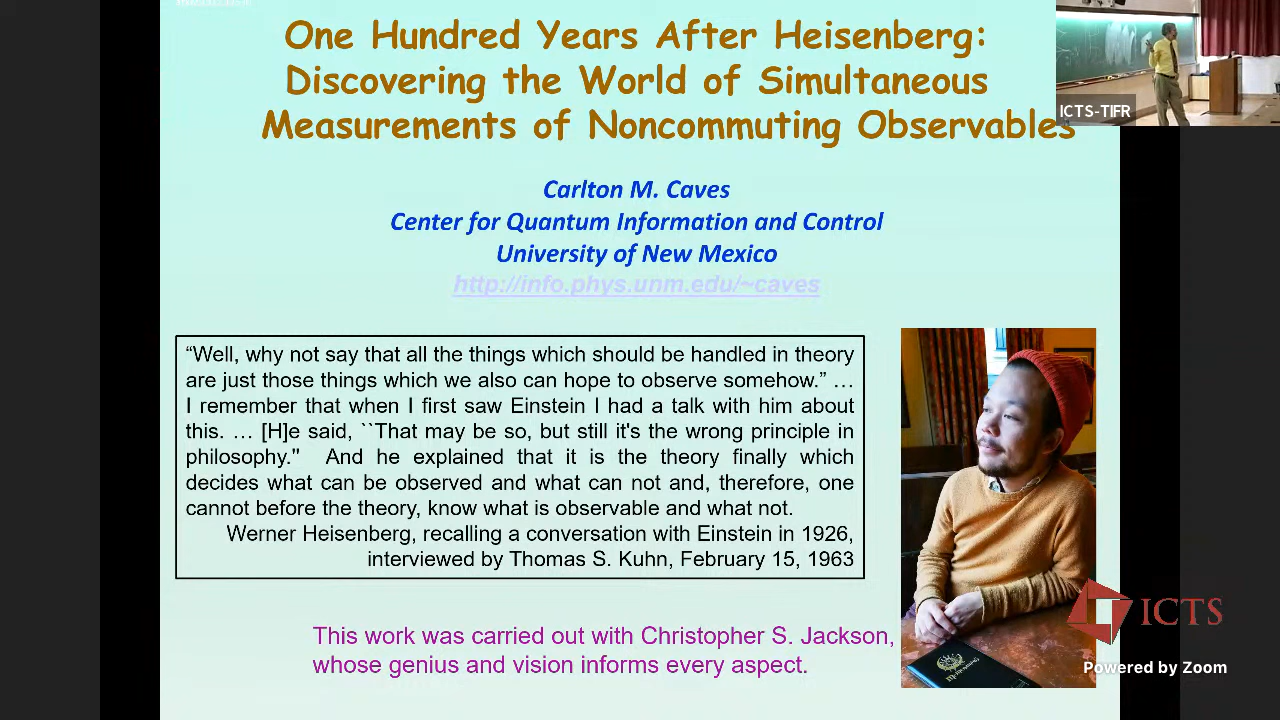 One Hundred Years After Heisenberg:
Discovering the World of Simultaneous
Measurements of Noncommuting Observables
ICTS-TIFR
Carlton M. Caves
Center for Quantum Information and Control
University of New Mexico
http://info.phys.unm.edu/~caves
“Well, why not say that all the things which should be handled in theory
are just those things which we also can hope to observe somehow.” …
I remember that when I first saw Einstein I had a talk with him about
this. … [H]e said, ``That may be so, but still it's the wrong principle in
philosophy.'' And he explained that it is the theory finally which
decides what can be observed and what can not and, therefore, one
cannot before the theory, know what is observable and what not.
Werner Heisenberg, recalling a conversation with Einstein in 1926,
interviewed by Thomas S. Kuhn, February 15, 1963
This work was carried out with Christopher S. Jackson,
whose genius and vision informs every aspect.
ICTS
Powered by Zoom